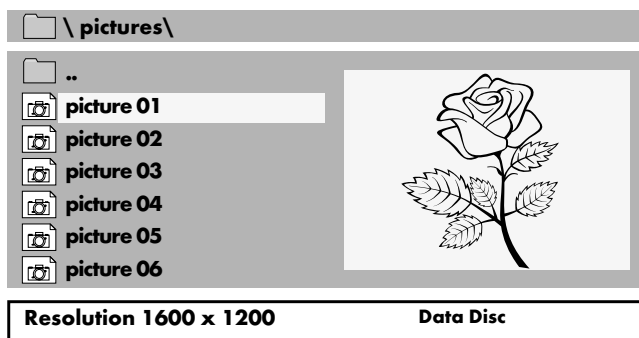 \ pictures\
..
picture 01
picture 02
picture 03
picture 04
picture 05
picture 06
Resolution 1600 x 1200 Data Disc